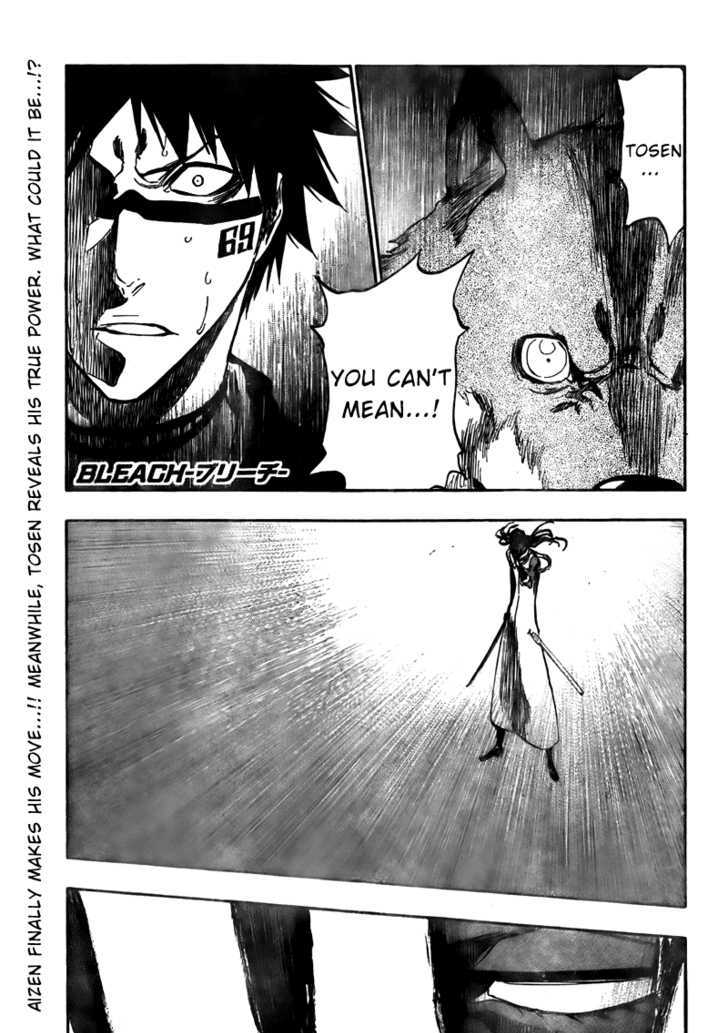 AIZEN FINALLY MAKES HIS MOVE...!! MEANWHILE, TOSEN REVEALS HIS TRUE POWER. WHAT COULD IT BE...!?
TOSEN
...
69
YOU CAN'T
MEAN...!
BLEACH-ブリーチ-